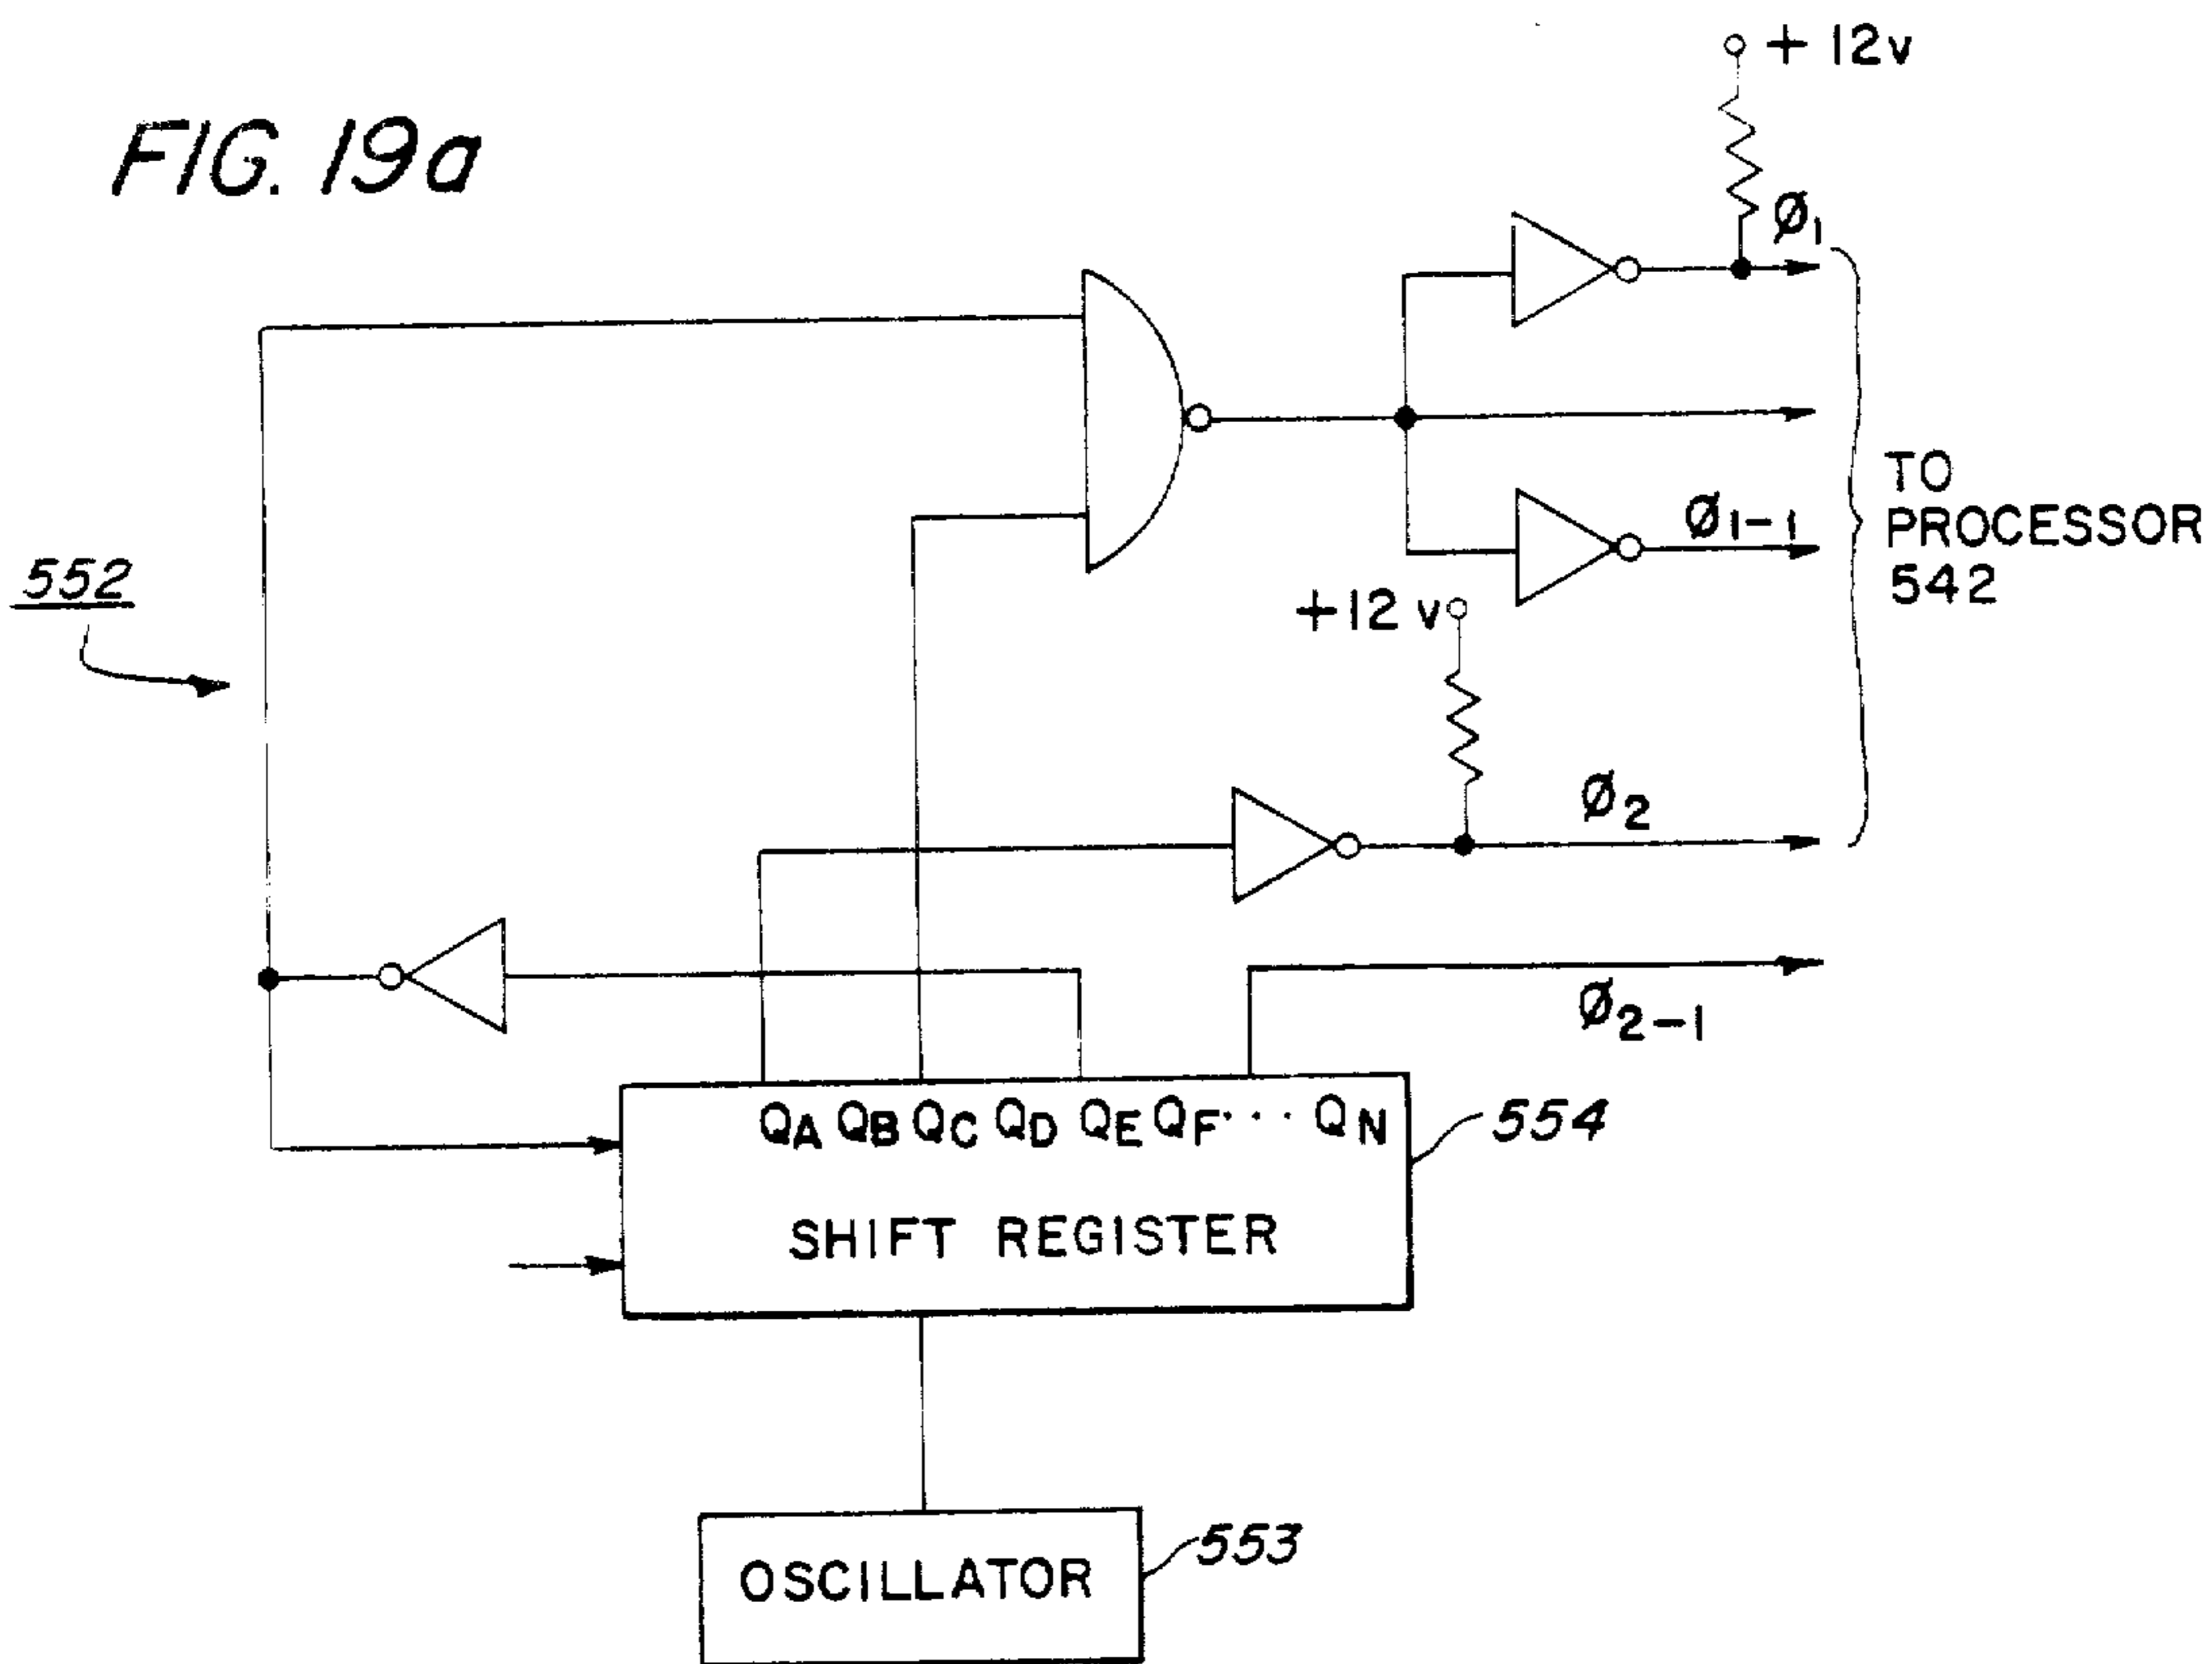 FIG. 19a
+ 12v
Ø1
TO
PROCESSOR
542
Ø1-1
552
+12 v
Ø2
Ø2-1
QA QB QC QD QE QF··· QN
554
SHIFT REGISTER
553
OSCILLATOR